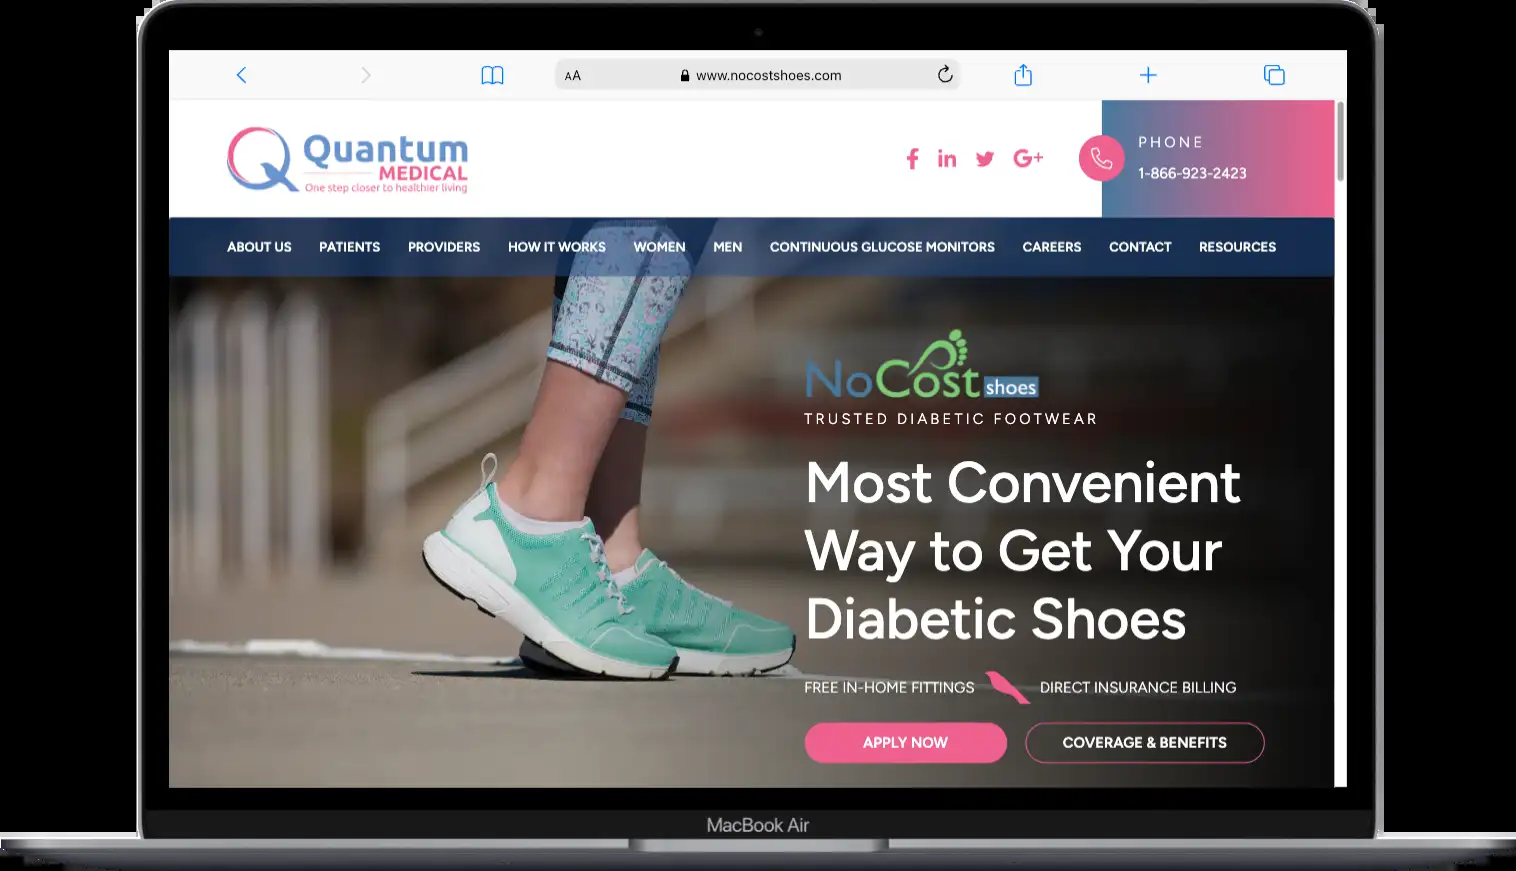 AA
www.nocostshoes.com
Quantum
MEDICAL
One step closer to healthier living
G+
PHONE
1-866-923-2423
ABOUT US PATIENTS PROVIDERS HOW IT WORKS WOMEN MEN CONTINUOUS GLUCOSE MONITORS CAREERS CONTACT RESOURCES
NoCost shoes
TRUSTED DIABETIC FOOTWEAR
Most Convenient
Way to Get Your
Diabetic Shoes
FREE IN-HOME FITTINGS DIRECT INSURANCE BILLING
APPLY NOW COVERAGE & BENEFITS
MacBook Air